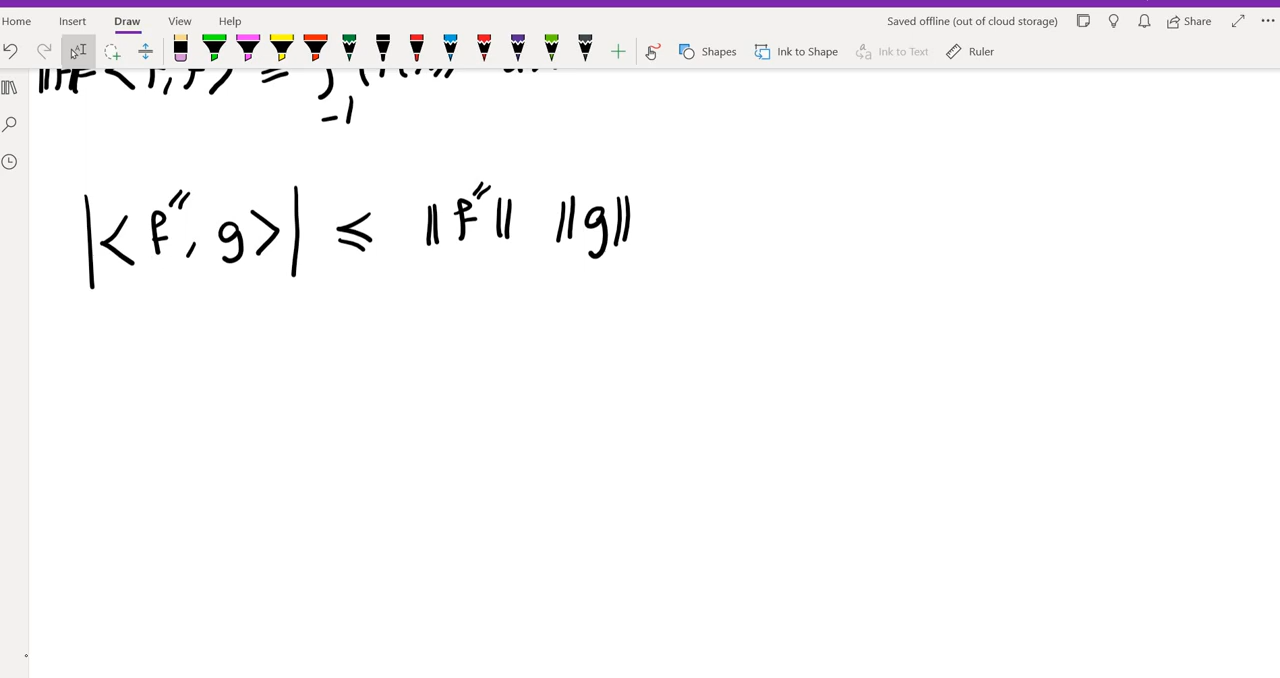 Home Insert Draw View Help Saved offline (out of cloud storage) Share
Shapes Ink to Shape Ink to Text Ruler
-1
|< f″, g >| ≤ ‖f″‖ ‖g‖